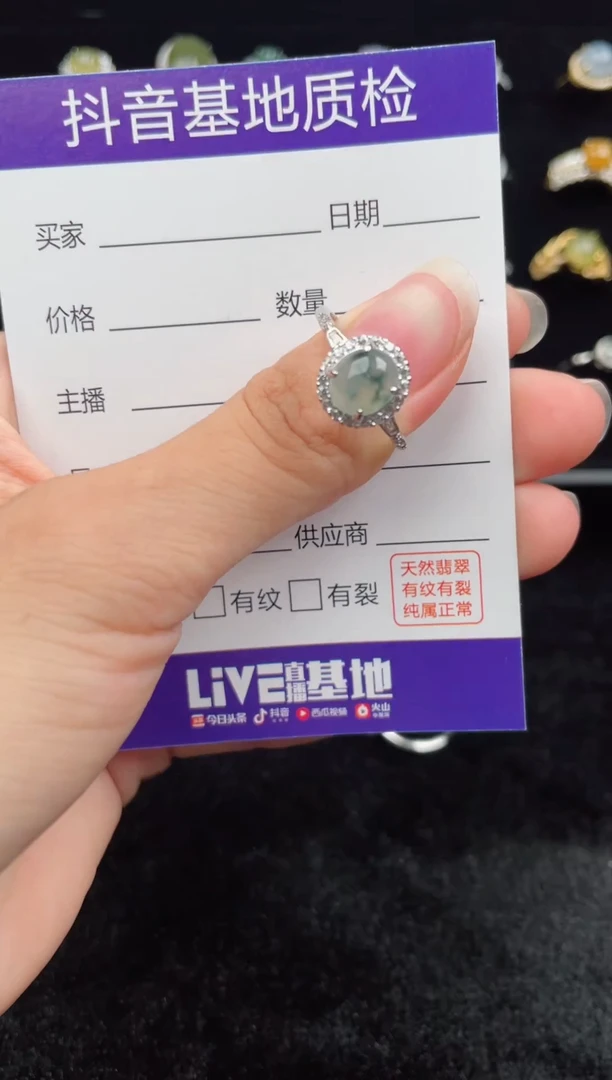 抖音基地质检
买家 日期
价格 数量
主播
供应商
有纹 有裂
天然翡翠
有纹有裂
纯属正常
LiVE直播基地
今日头条 抖音 西瓜视频 火山